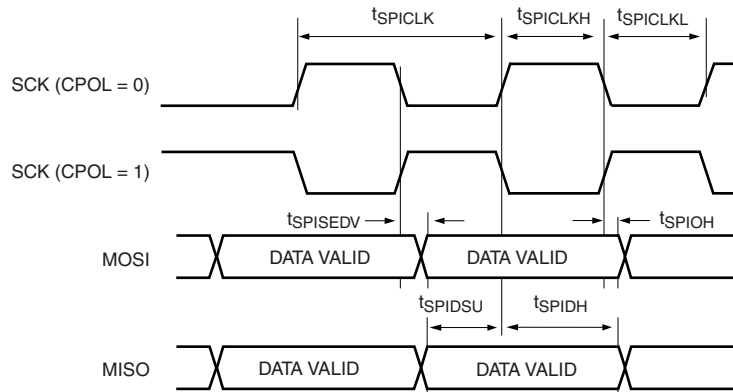 tSPICLK tSPICLKH tSPICLKL
SCK (CPOL = 0)
SCK (CPOL = 1)
tSPISEDV tSPIOH
MOSI DATA VALID DATA VALID
tSPIDSU tSPIDH
MISO DATA VALID DATA VALID